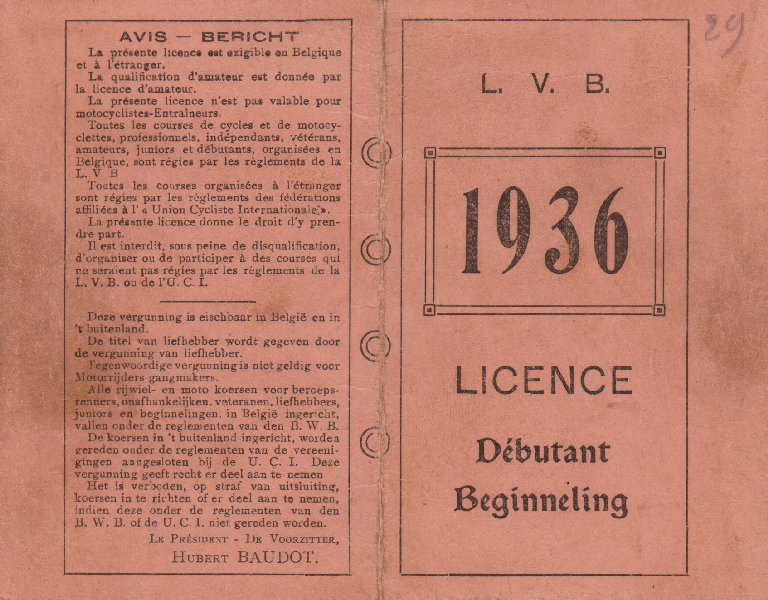 AVIS — BERICHT
La présente licence est exigible en Belgique
et à l'étranger.
La qualification d'amateur est donnée par
la licence d'amateur.
La présente licence n'est pas valable pour
motocyclistes-Entraîneurs.
Toutes les courses de cycles et de motocy-
clettes, professionnels, indépendants, vétérans,
amateurs, juniors et débutants, organisées en
Belgique, sont régies par les règlements de la
L. V B
Toutes les courses organisées à l'étranger
sont régies par les règlements des fédérations
affiliées à l' « Union Cycliste Internationale ».
La présente licence donne le droit d'y pren-
dre part.
Il est interdit, sous peine de disqualification,
d'organiser ou de participer à des courses qui
ne seraient pas régies par les règlements de la
L. V. B. ou de l'U. C. I.
Deze vergunning is eischbaar in België en in
't buitenland.
De titel van liefhebber wordt gegeven door
de vergunning van liefhebber.
Tegenwoordige vergunning is niet geldig voor
Motorrijders-gangmakers.
Alle rijwiel- en moto koersen voor beroeps-
renners, onafhankelijken, veteranen, liefhebbers,
juniors en beginnelingen, in België ingericht,
vallen onder de reglementen van den B. W. B.
De koersen in 't buitenland ingericht, worden
gereden onder de reglementen van de vereeni-
gingen aangesloten bij de U. C. I. Deze
vergunning geeft recht er deel aan te nemen
Het is verboden, op straf van uitsluiting,
koersen in te richten of er deel aan te nemen,
indien deze onder de reglementen van den
B. W. B. of de U. C. I. niet gereden worden.
Le Président - De Voorzitter,
Hubert BAUDOT.
29
L. V. B.
1936
LICENCE
Débutant
Beginneling